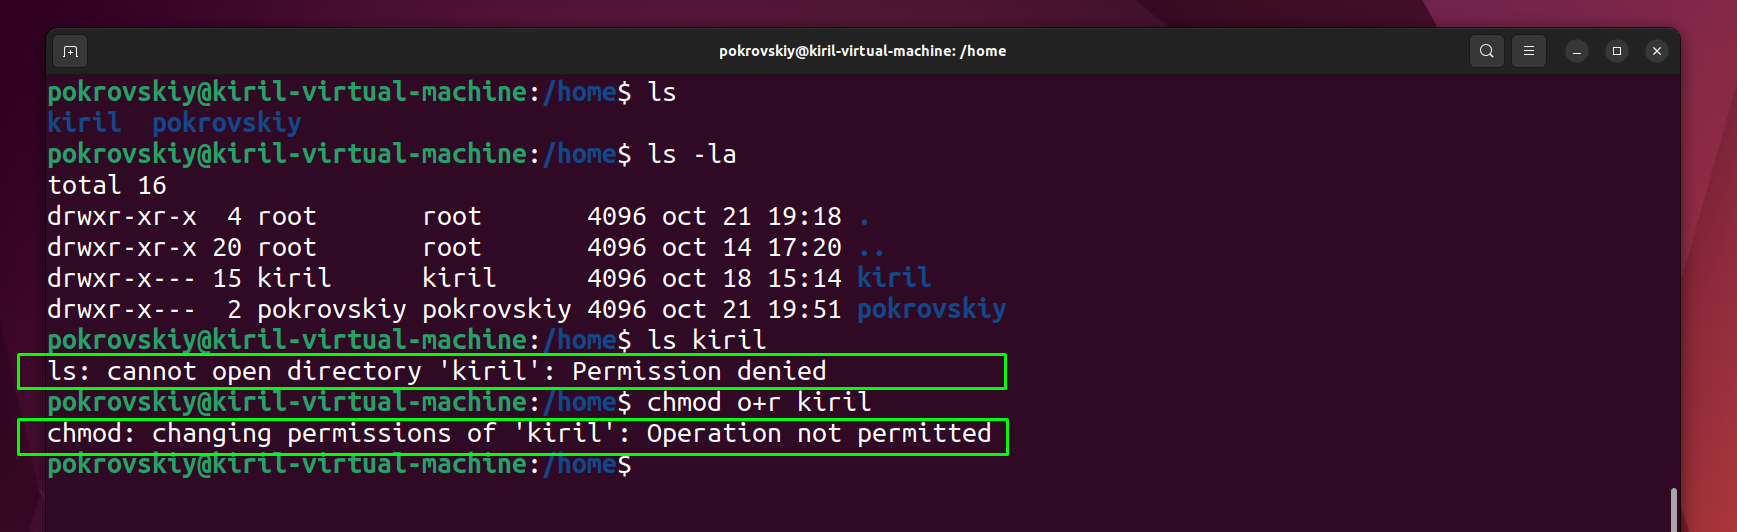 pokrovskiy@kiril-virtual-machine: /home
pokrovskiy@kiril-virtual-machine:/home$ ls
kiril  pokrovskiy
pokrovskiy@kiril-virtual-machine:/home$ ls -la
total 16
drwxr-xr-x  4 root       root       4096 oct 21 19:18 .
drwxr-xr-x 20 root       root       4096 oct 14 17:20 ..
drwxr-x--- 15 kiril      kiril      4096 oct 18 15:14 kiril
drwxr-x---  2 pokrovskiy pokrovskiy 4096 oct 21 19:51 pokrovskiy
pokrovskiy@kiril-virtual-machine:/home$ ls kiril
ls: cannot open directory 'kiril': Permission denied
pokrovskiy@kiril-virtual-machine:/home$ chmod o+r kiril
chmod: changing permissions of 'kiril': Operation not permitted
pokrovskiy@kiril-virtual-machine:/home$